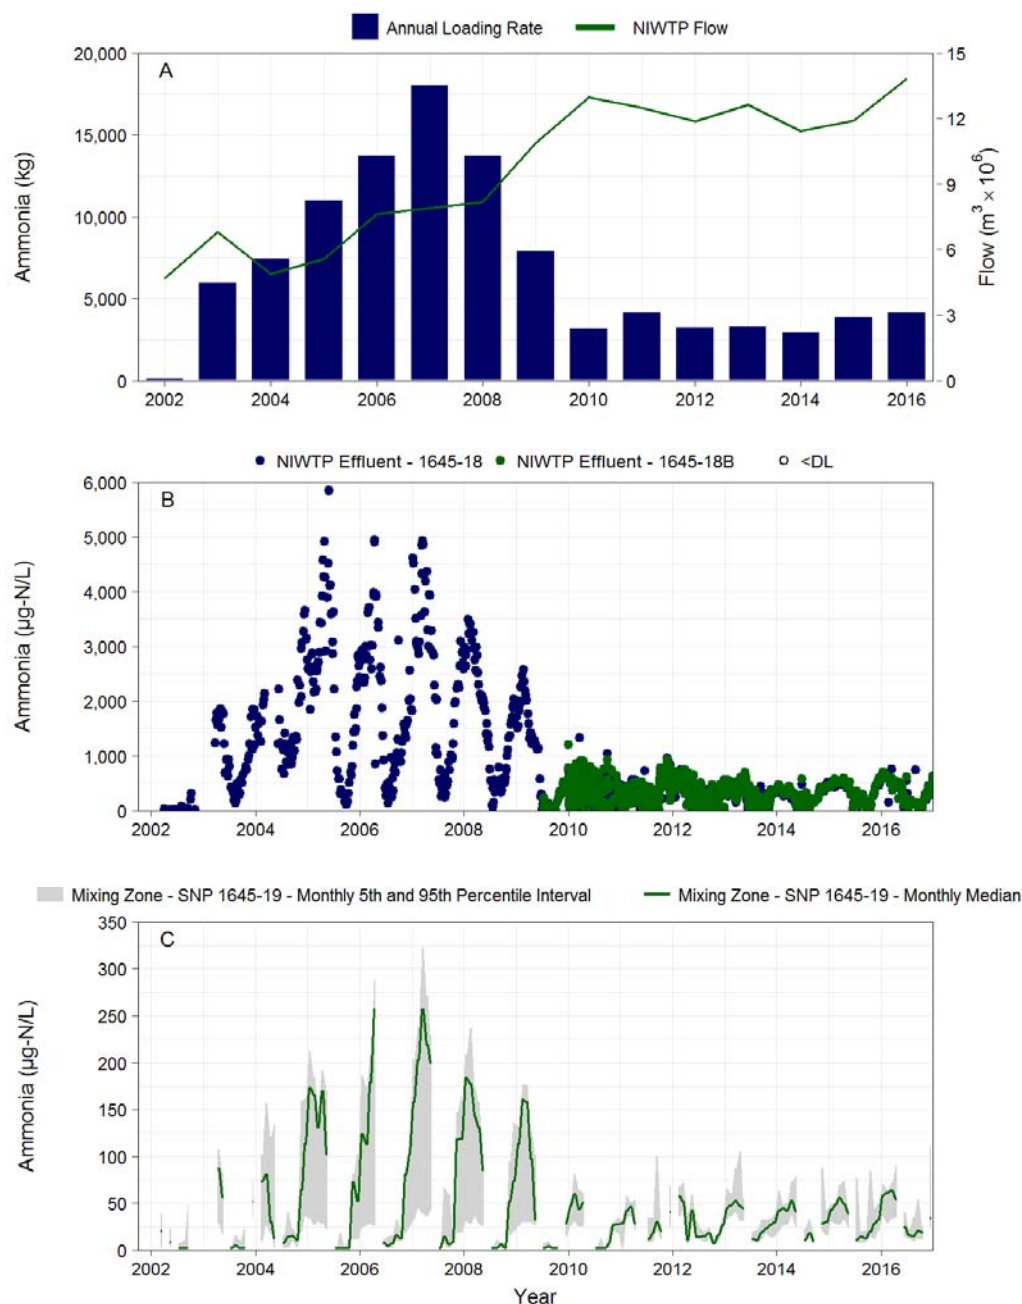 Annual Loading Rate NIWTP Flow
20,000 15
A
15,000 12
9
10,000
6
5,000
3
0 0
Ammonia (kg)
Flow (m³ × 10⁶)
2002 2004 2006 2008 2010 2012 2014 2016
NIWTP Effluent - 1645-18 NIWTP Effluent - 1645-18B <DL
6,000
B
5,000
4,000
3,000
2,000
1,000
0
Ammonia (µg-N/L)
2002 2004 2006 2008 2010 2012 2014 2016
Mixing Zone - SNP 1645-19 - Monthly 5th and 95th Percentile Interval Mixing Zone - SNP 1645-19 - Monthly Median
350
C
300
250
200
150
100
50
0
Ammonia (µg-N/L)
2002 2004 2006 2008 2010 2012 2014 2016
Year